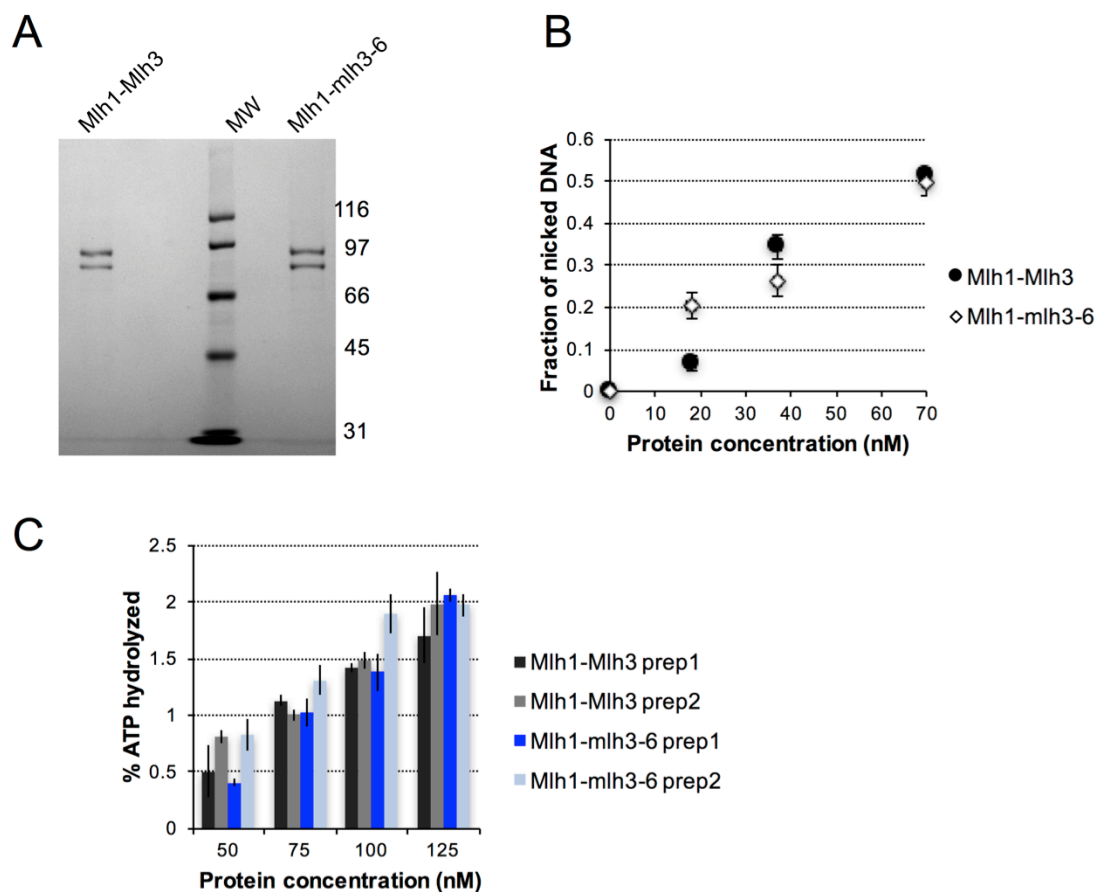 A
Mlh1-Mlh3
MW
Mlh1-mlh3-6
116
97
66
45
31
B
Fraction of nicked DNA
0.6
0.5
0.4
0.3
0.2
0.1
0
0 10 20 30 40 50 60 70
Protein concentration (nM)
Mlh1-Mlh3
Mlh1-mlh3-6
C
% ATP hydrolyzed
2.5
2
1.5
1
0.5
0
50 75 100 125
Protein concentration (nM)
Mlh1-Mlh3 prep1
Mlh1-Mlh3 prep2
Mlh1-mlh3-6 prep1
Mlh1-mlh3-6 prep2